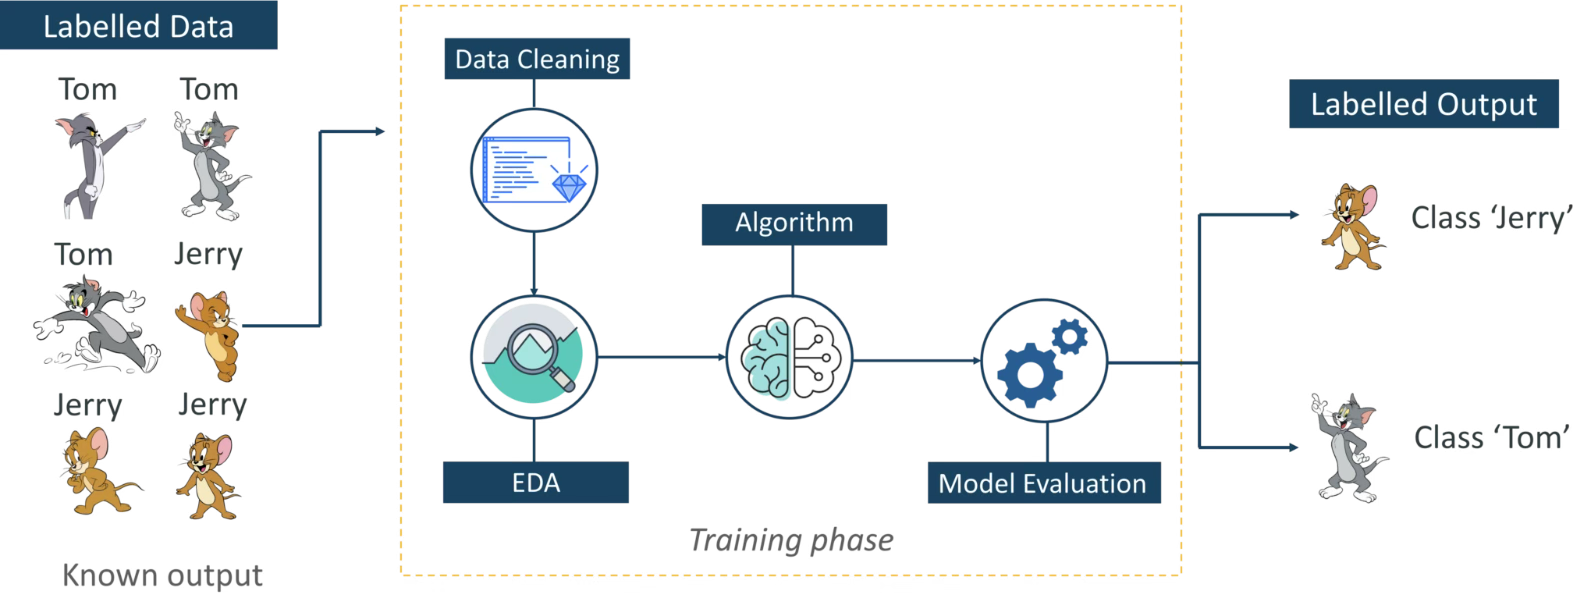 Labelled Data
Tom
Tom
Tom
Jerry
Jerry
Jerry
Known output
Data Cleaning
EDA
Algorithm
Model Evaluation
Training phase
Labelled Output
Class ‘Jerry’
Class ‘Tom’